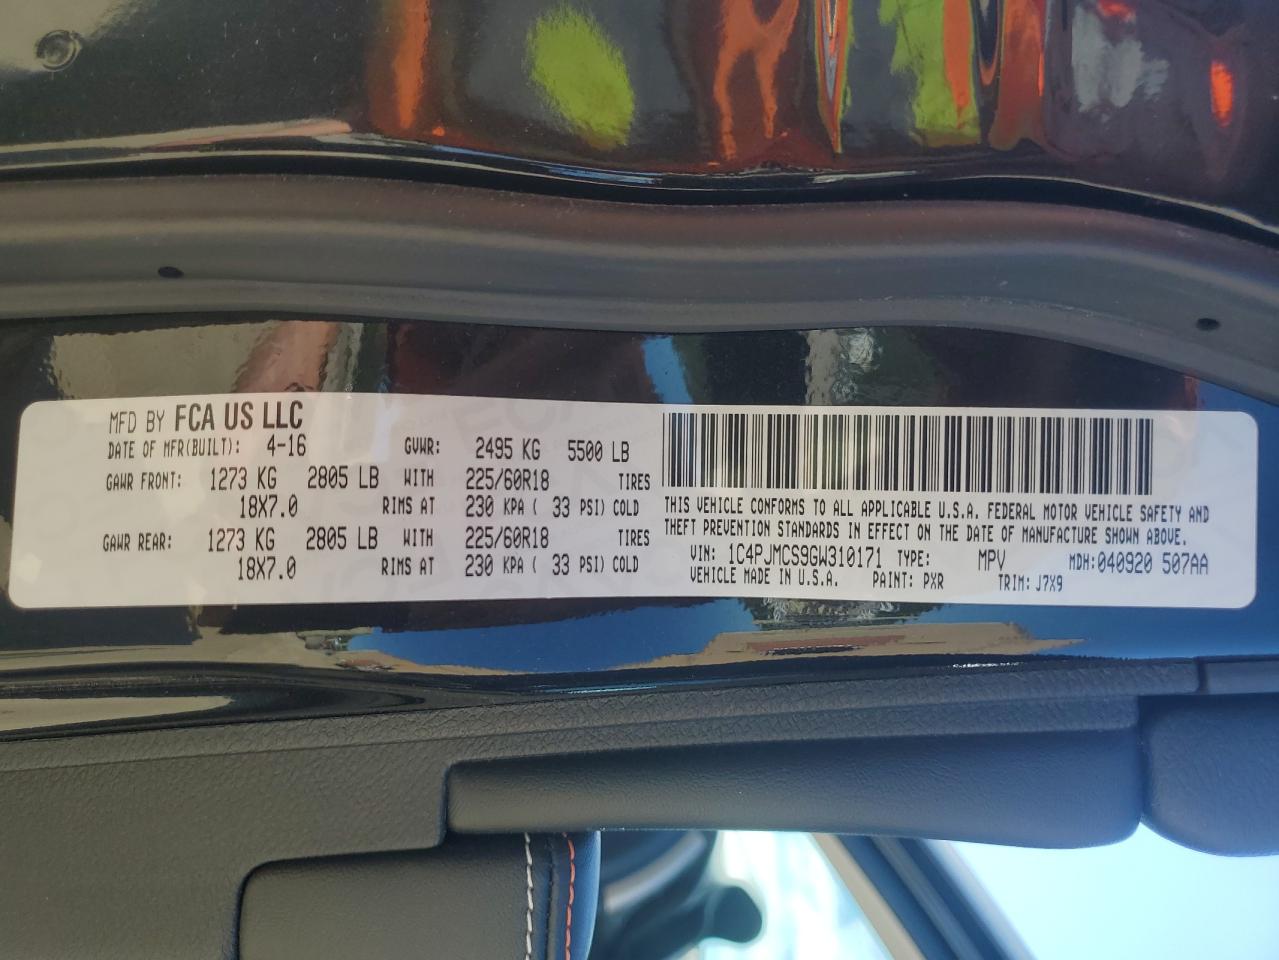 MFD BY FCA US LLC
DATE OF MFR(BUILT): 4-16 GVWR: 2495 KG 5500 LB
GAWR FRONT: 1273 KG 2805 LB WITH 225/60R18 TIRES
18X7.0 RIMS AT 230 KPA ( 33 PSI) COLD
GAWR REAR: 1273 KG 2805 LB WITH 225/60R18 TIRES
18X7.0 RIMS AT 230 KPA ( 33 PSI) COLD
THIS VEHICLE CONFORMS TO ALL APPLICABLE U.S.A. FEDERAL MOTOR VEHICLE SAFETY AND
THEFT PREVENTION STANDARDS IN EFFECT ON THE DATE OF MANUFACTURE SHOWN ABOVE.
VIN: 1C4PJMCS9GW310171 TYPE: MPV MDH: 040920 507AA
VEHICLE MADE IN U.S.A. PAINT: PXR TRIM: J7X9